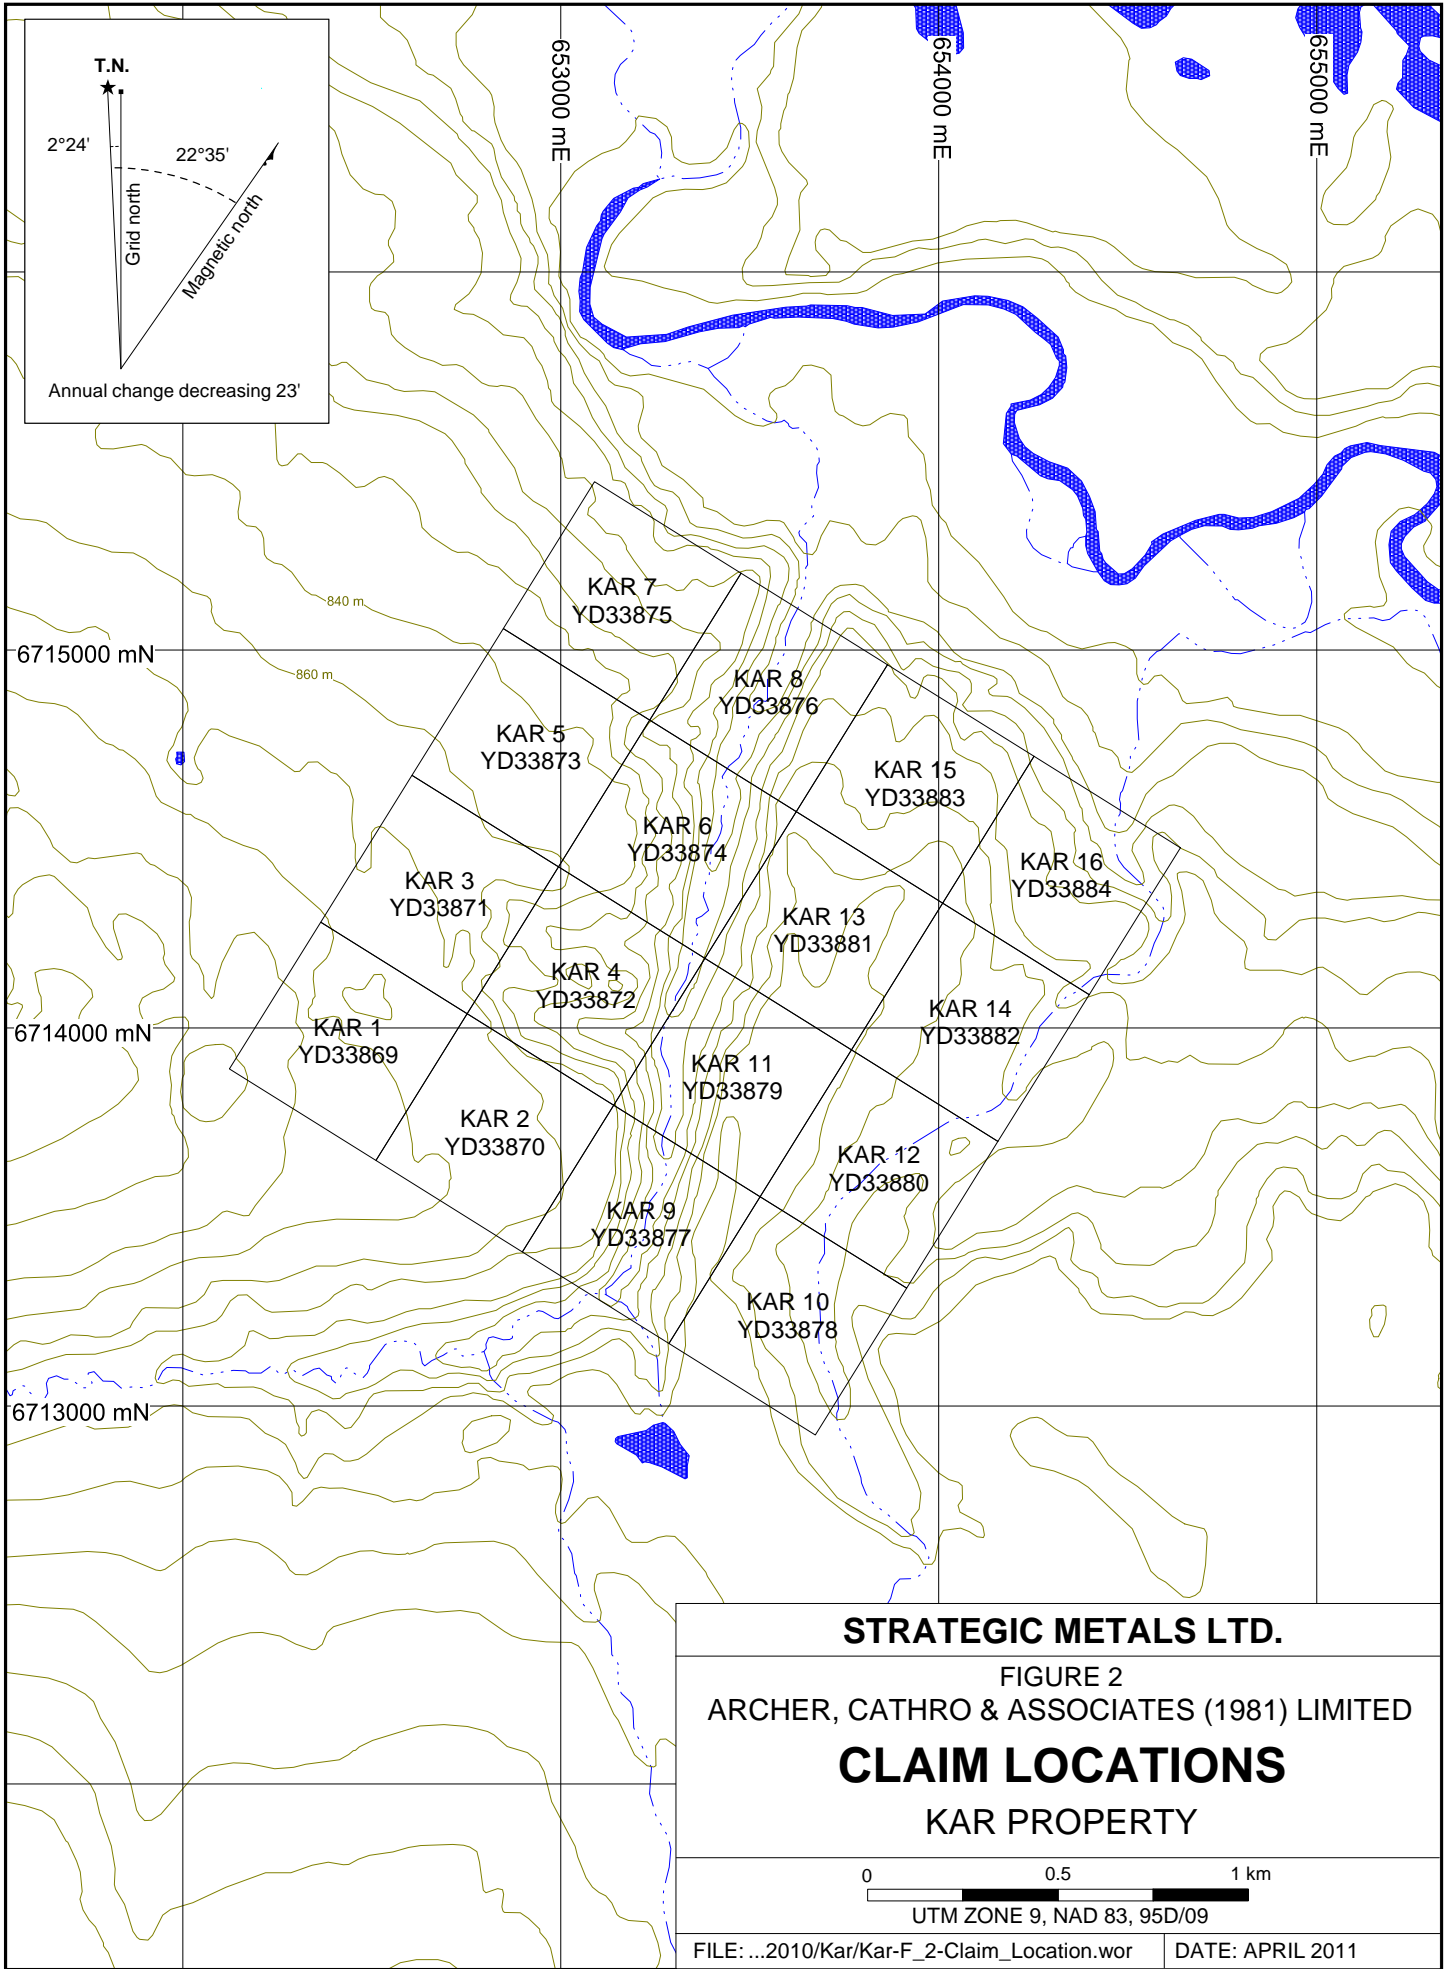 T.N.
2°24'
22°35'
Grid north
Magnetic north
Annual change decreasing 23'
653000 mE
654000 mE
655000 mE
840 m
860 m
6715000 mN
6714000 mN
6713000 mN
KAR 7
YD33875
KAR 8
YD33876
KAR 5
YD33873
KAR 15
YD33883
KAR 6
YD33874
KAR 16
YD33884
KAR 3
YD33871
KAR 13
YD33881
KAR 4
YD33872
KAR 14
YD33882
KAR 1
YD33869
KAR 11
YD33879
KAR 2
YD33870
KAR 12
YD33880
KAR 9
YD33877
KAR 10
YD33878
STRATEGIC METALS LTD.
FIGURE 2
ARCHER, CATHRO & ASSOCIATES (1981) LIMITED
CLAIM LOCATIONS
KAR PROPERTY
0 0.5 1 km
UTM ZONE 9, NAD 83, 95D/09
FILE: ...2010/Kar/Kar-F_2-Claim_Location.wor
DATE: APRIL 2011